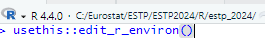 R 4.4.0 · C:/Eurostat/ESTP/ESTP2024/R/estp_2024/
> usethis::edit_r_environ()